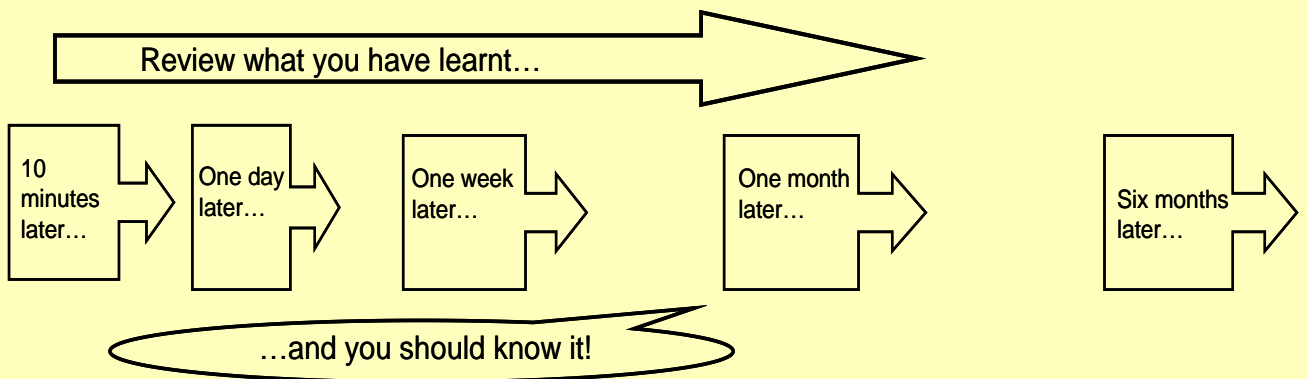 Review what you have learnt…
10
minutes
later…
One day
later…
One week
later…
One month
later…
Six months
later…
…and you should know it!